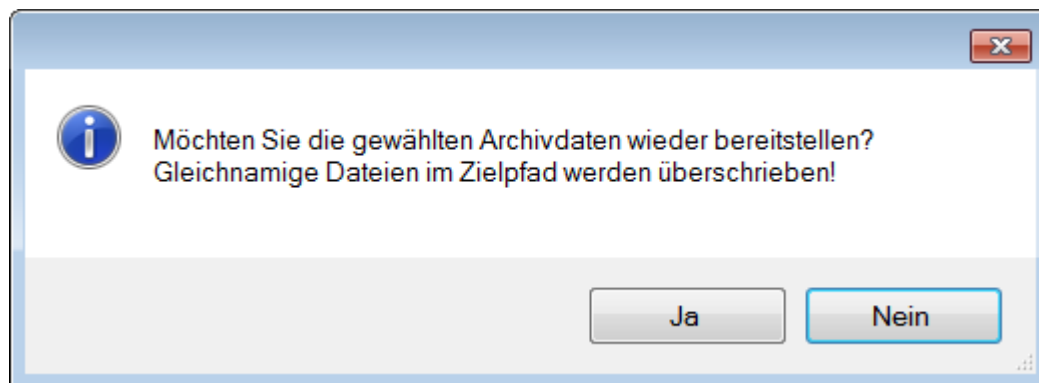 Möchten Sie die gewählten Archivdaten wieder bereitstellen?
Gleichnamige Dateien im Zielpfad werden überschrieben!
Ja
Nein